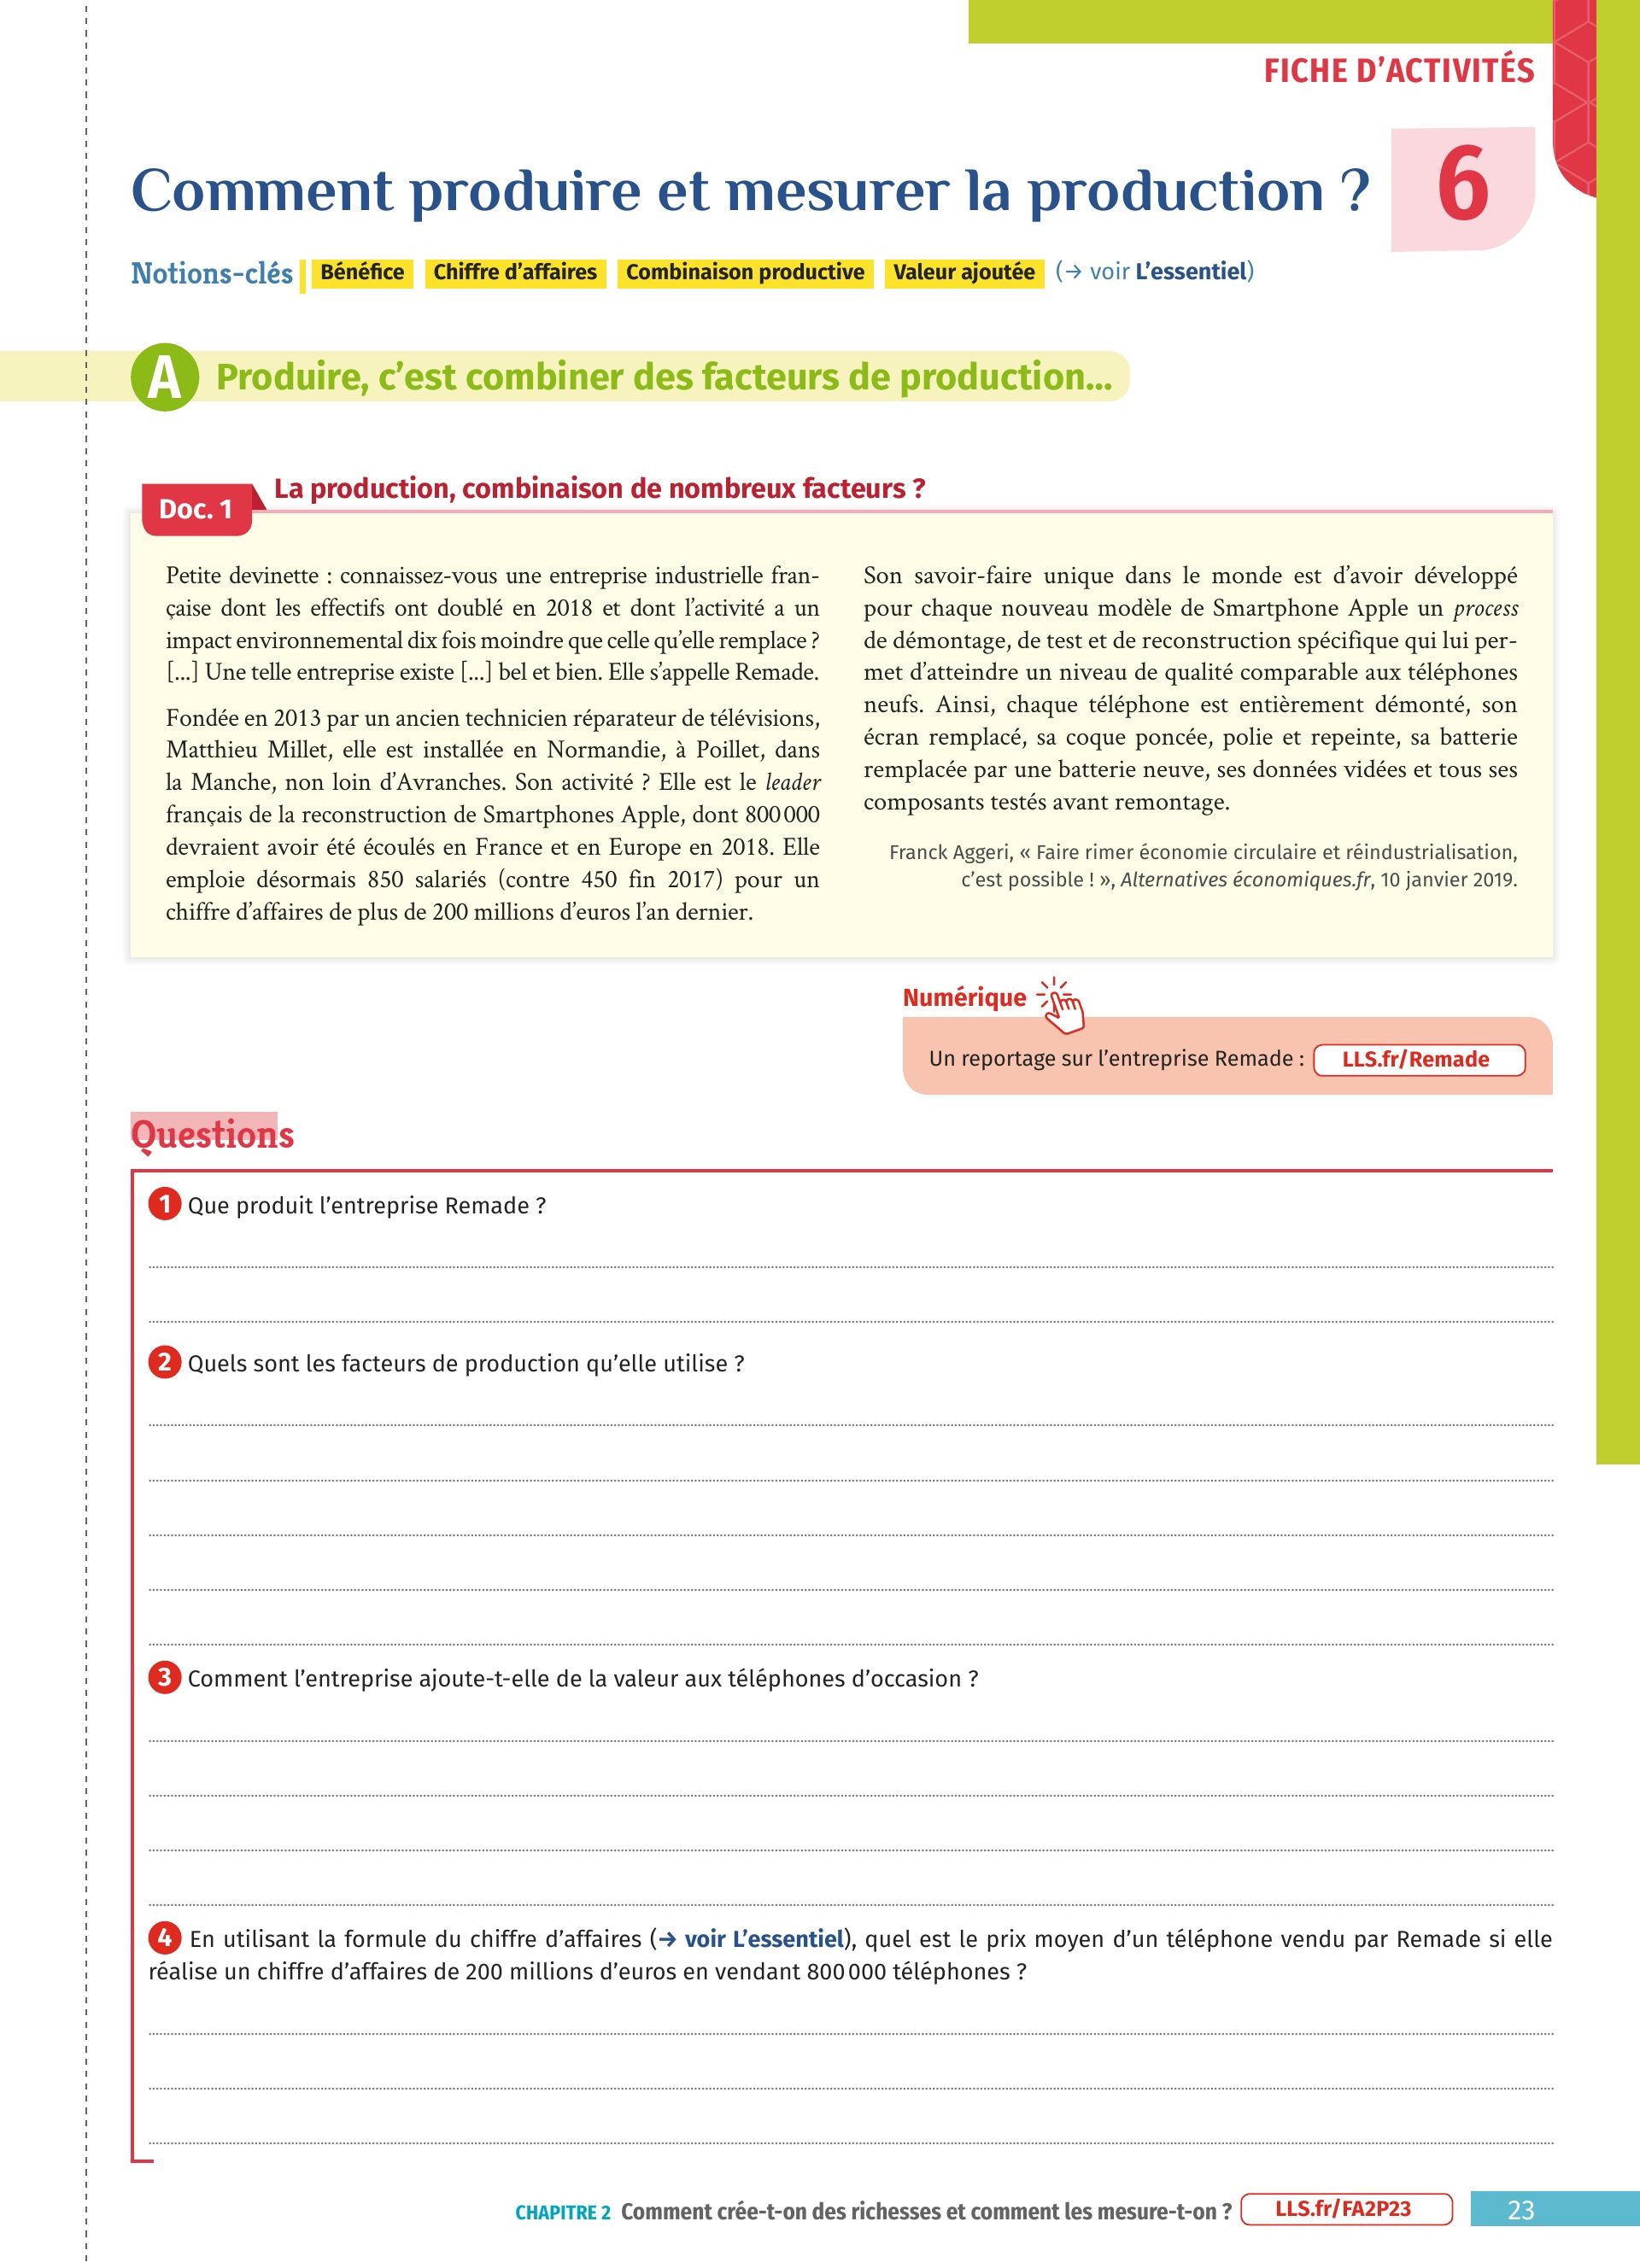 FICHE D’ACTIVITÉS
Comment produire et mesurer la production ?
6
Notions-clés Bénéfice Chiffre d’affaires Combinaison productive Valeur ajoutée (→ voir L’essentiel)
A Produire, c’est combiner des facteurs de production...
Doc. 1 La production, combinaison de nombreux facteurs ?
Petite devinette : connaissez-vous une entreprise industrielle fran-
çaise dont les effectifs ont doublé en 2018 et dont l’activité a un
impact environnemental dix fois moindre que celle qu’elle remplace ?
[...] Une telle entreprise existe [...] bel et bien. Elle s’appelle Remade.
Fondée en 2013 par un ancien technicien réparateur de télévisions,
Matthieu Millet, elle est installée en Normandie, à Poillet, dans
la Manche, non loin d’Avranches. Son activité ? Elle est le leader
français de la reconstruction de Smartphones Apple, dont 800 000
devraient avoir été écoulés en France et en Europe en 2018. Elle
emploie désormais 850 salariés (contre 450 fin 2017) pour un
chiffre d’affaires de plus de 200 millions d’euros l’an dernier.
Son savoir-faire unique dans le monde est d’avoir développé
pour chaque nouveau modèle de Smartphone Apple un process
de démontage, de test et de reconstruction spécifique qui lui per-
met d’atteindre un niveau de qualité comparable aux téléphones
neufs. Ainsi, chaque téléphone est entièrement démonté, son
écran remplacé, sa coque poncée, polie et repeinte, sa batterie
remplacée par une batterie neuve, ses données vidées et tous ses
composants testés avant remontage.
Franck Aggeri, « Faire rimer économie circulaire et réindustrialisation,
c’est possible ! », Alternatives économiques.fr, 10 janvier 2019.
Numérique
Un reportage sur l’entreprise Remade : LLS.fr/Remade
Questions
1 Que produit l’entreprise Remade ?
2 Quels sont les facteurs de production qu’elle utilise ?
3 Comment l’entreprise ajoute-t-elle de la valeur aux téléphones d’occasion ?
4 En utilisant la formule du chiffre d’affaires (→ voir L’essentiel), quel est le prix moyen d’un téléphone vendu par Remade si elle
réalise un chiffre d’affaires de 200 millions d’euros en vendant 800 000 téléphones ?
CHAPITRE 2 Comment crée-t-on des richesses et comment les mesure-t-on ? LLS.fr/FA2P23 23